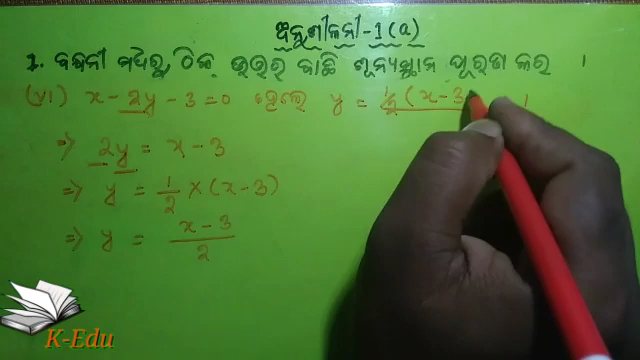 ଅନୁଶୀଳନୀ-1(a)
1. ବନ୍ଧନୀ ମଧ୍ୟରୁ ଠିକ୍ ଉତ୍ତର ବାଛି ଶୂନ୍ୟସ୍ଥାନ ପୂରଣ କର ।
(vi) x - 2y - 3 = 0 ହେଲେ y = 1/2 (x - 3 ।
⇒ 2y = x - 3
⇒ y = 1/2 × (x - 3)
⇒ y = x - 3 / 2
K-Edu